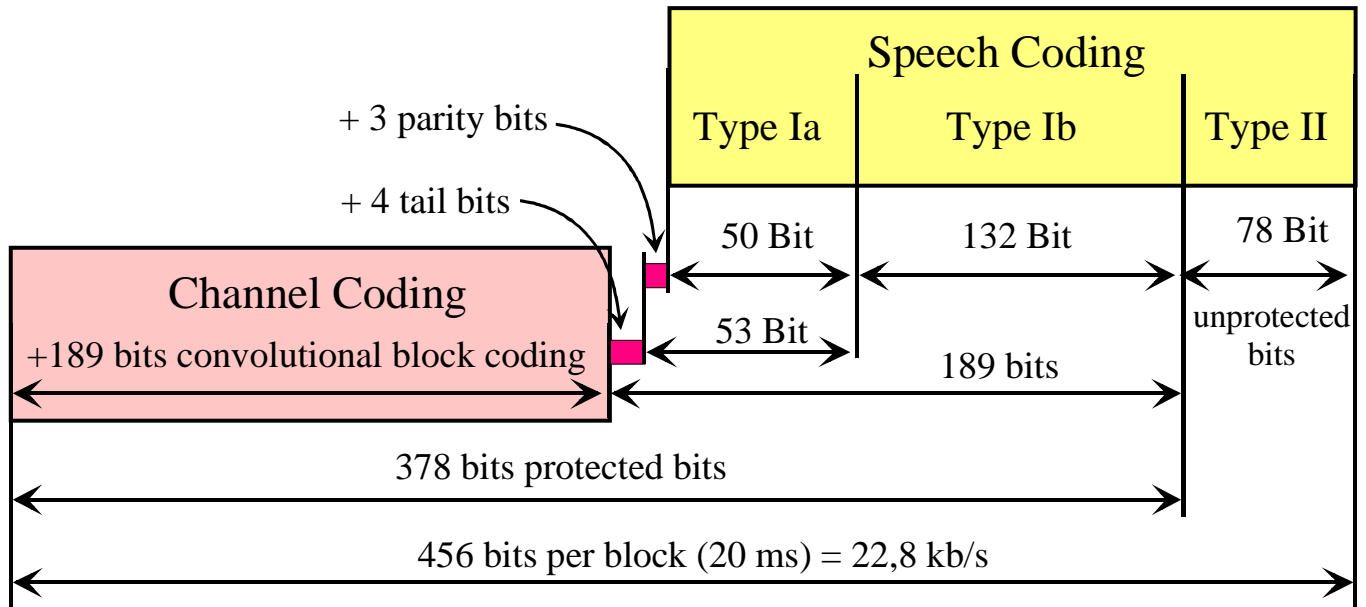 Speech Coding
+ 3 parity bits
Type Ia
Type Ib
Type II
+ 4 tail bits
50 Bit
132 Bit
78 Bit
Channel Coding
unprotected
bits
53 Bit
+189 bits convolutional block coding
189 bits
378 bits protected bits
456 bits per block (20 ms) = 22,8 kb/s